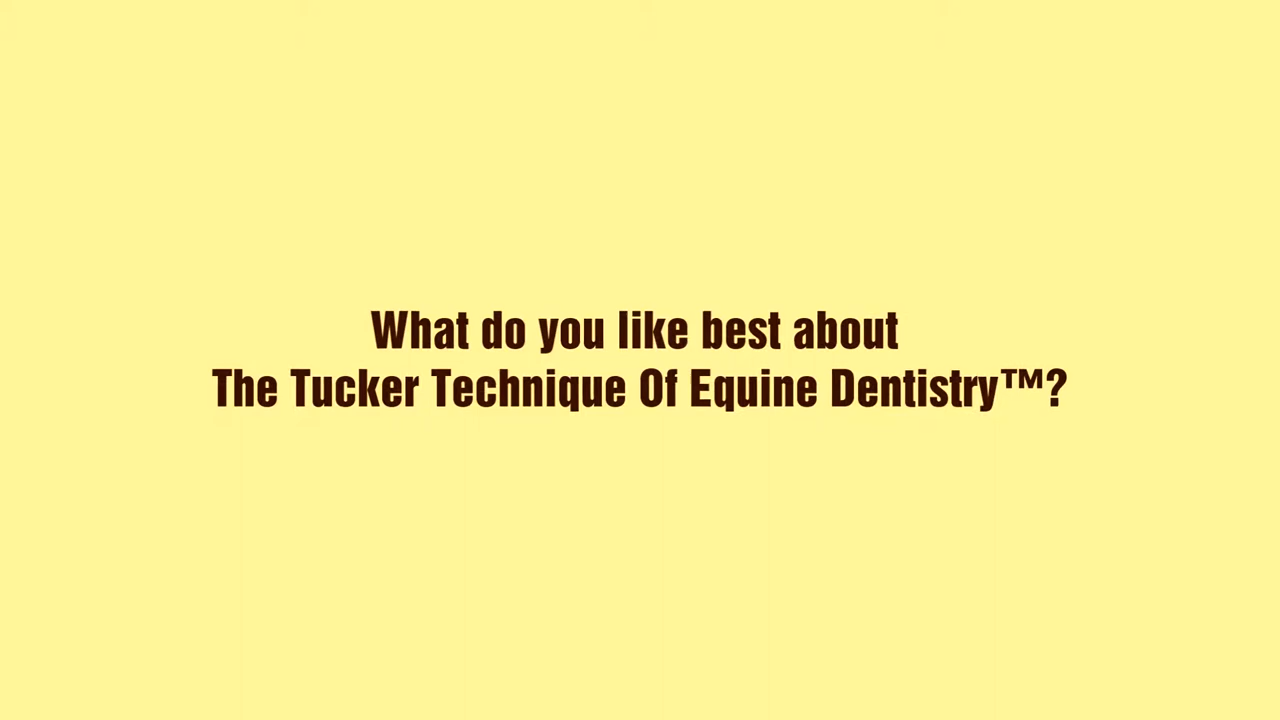 What do you like best about
The Tucker Technique Of Equine Dentistry™?